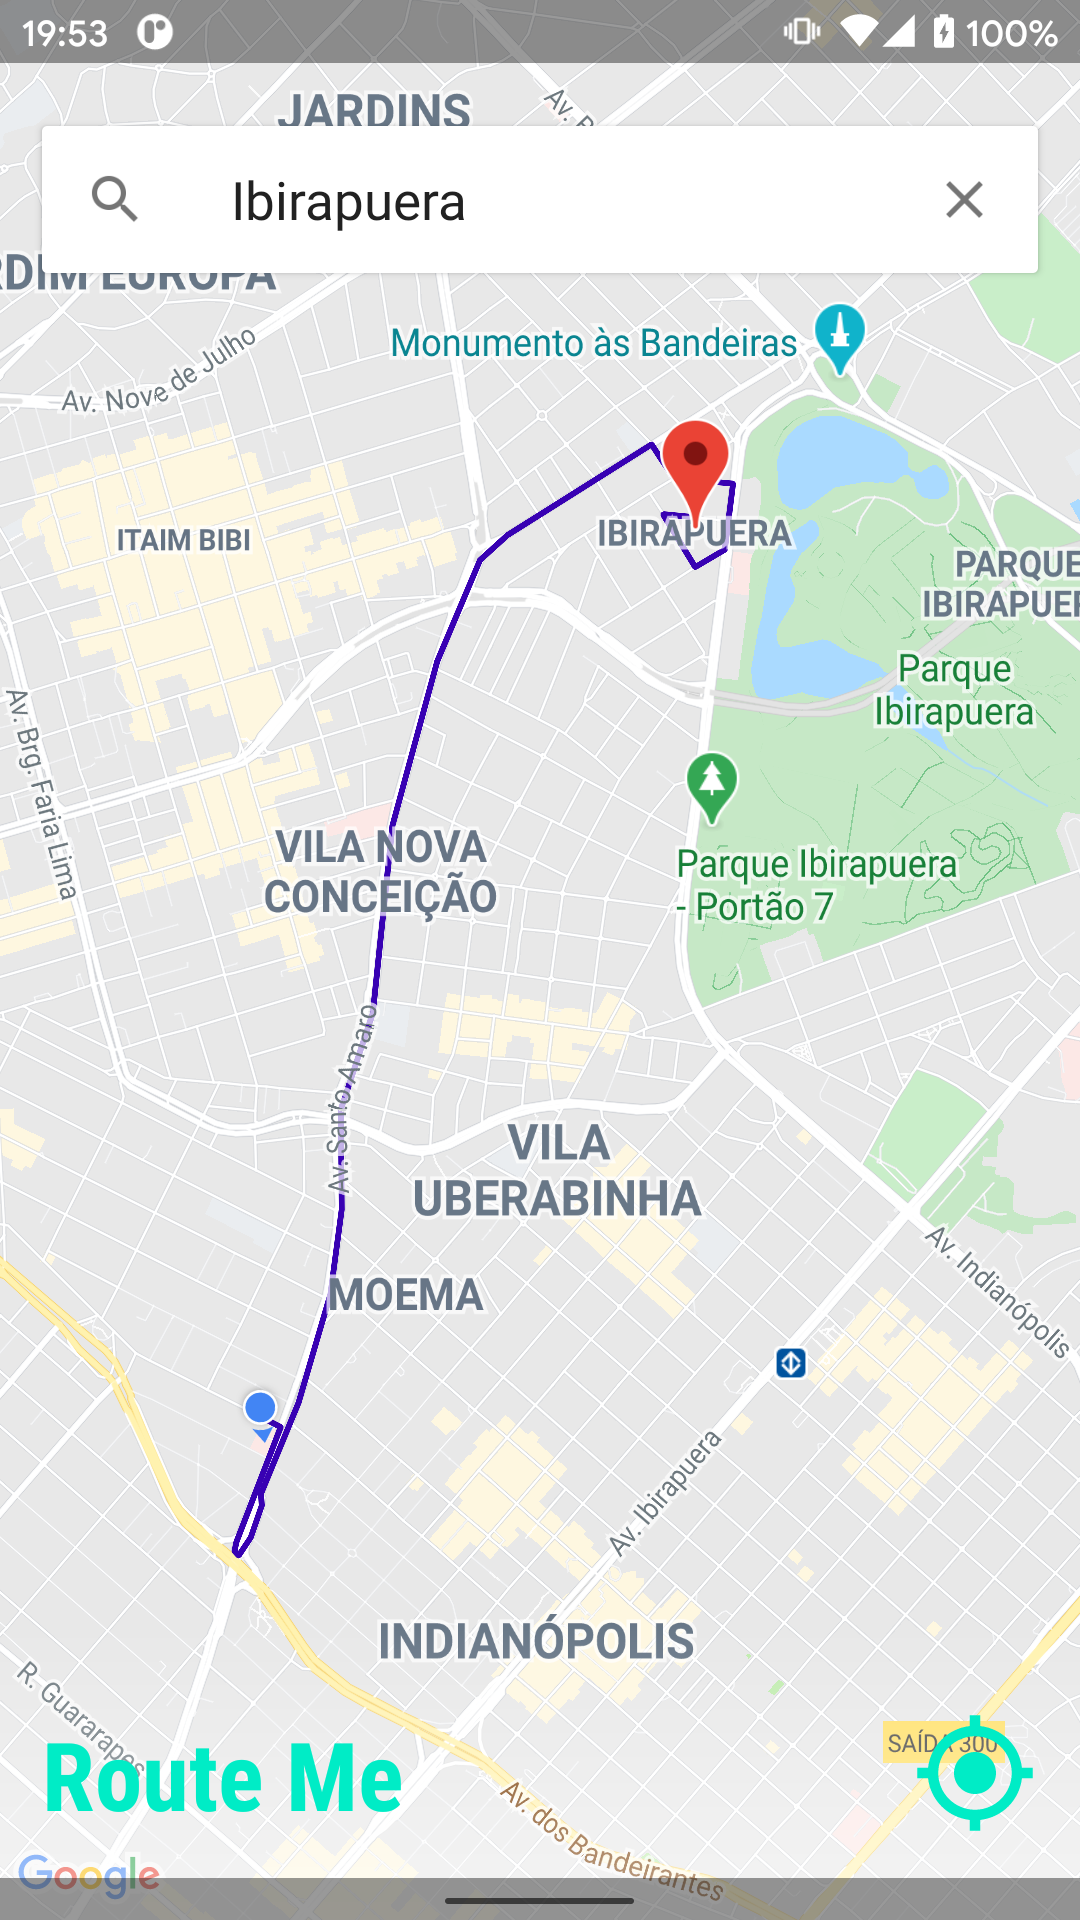 19:53
100%
JARDINS
Av.
Ibirapuera
RDIM EUROPA
Monumento às Bandeiras
Av. Nove de Julho
ITAIM BIBI
IBIRAPUERA
PARQUE
IBIRAPUER
Parque
Ibirapuera
Av. Brg. Faria Lima
VILA NOVA
CONCEIÇÃO
Parque Ibirapuera
- Portão 7
Av. Santo Amaro
VILA
UBERABINHA
Av. Indianópolis
MOEMA
Av. Ibirapuera
INDIANÓPOLIS
R. Guararapes
SAÍDA 300
Route Me
Av. dos Bandeirantes
Google